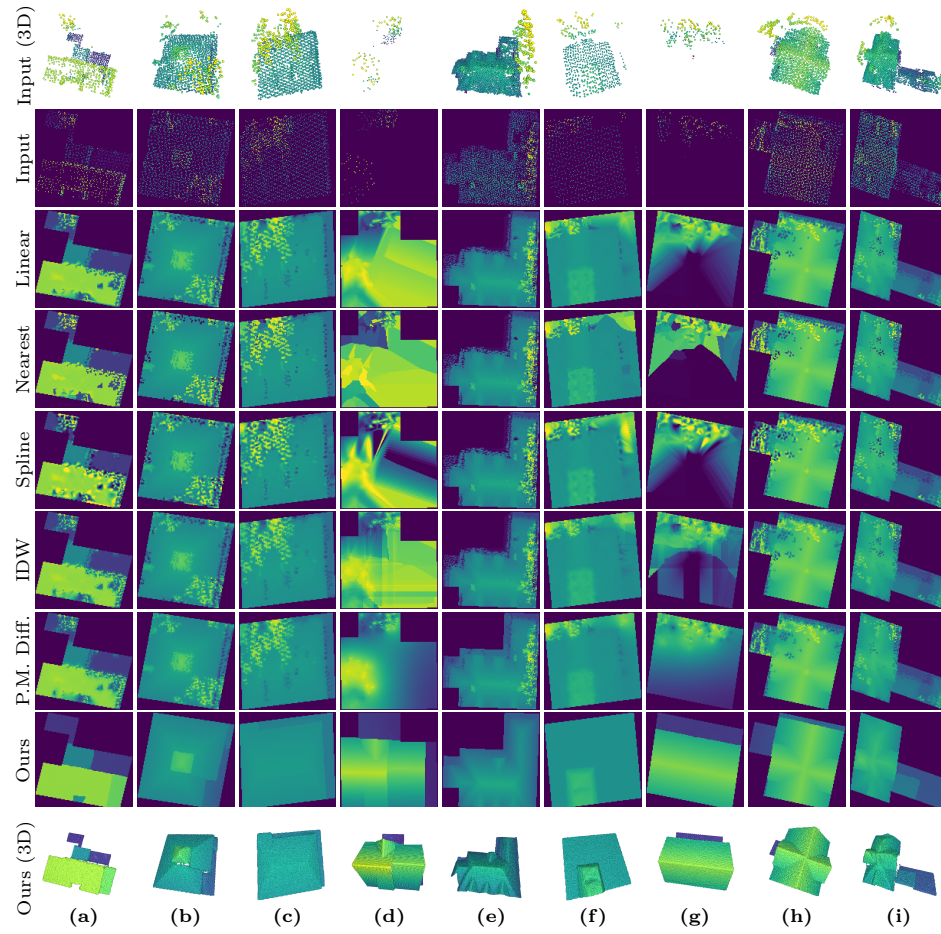 Input (3D)
Input
Linear
Nearest
Spline
IDW
P.M. Diff.
Ours
Ours (3D)
(a) (b) (c) (d) (e) (f) (g) (h) (i)